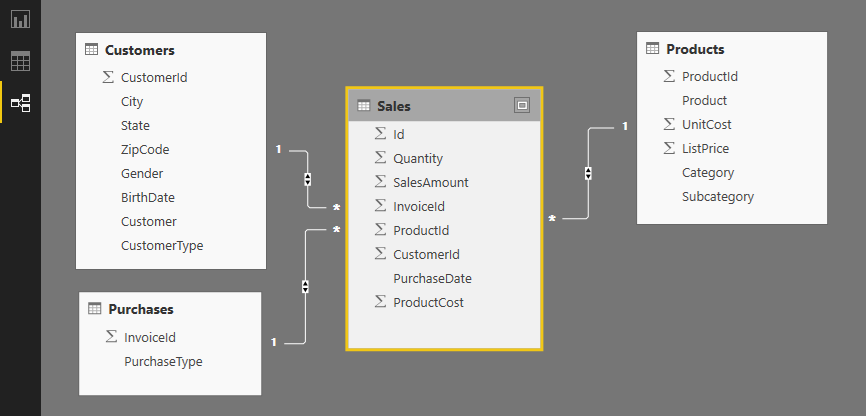 Customers
Σ CustomerId
City
State
ZipCode
Gender
BirthDate
Customer
CustomerType
Purchases
Σ InvoiceId
PurchaseType
1
*
*
1
Sales
Σ Id
Σ Quantity
Σ SalesAmount
Σ InvoiceId
Σ ProductId
Σ CustomerId
PurchaseDate
Σ ProductCost
*
1
Products
Σ ProductId
Product
Σ UnitCost
Σ ListPrice
Category
Subcategory